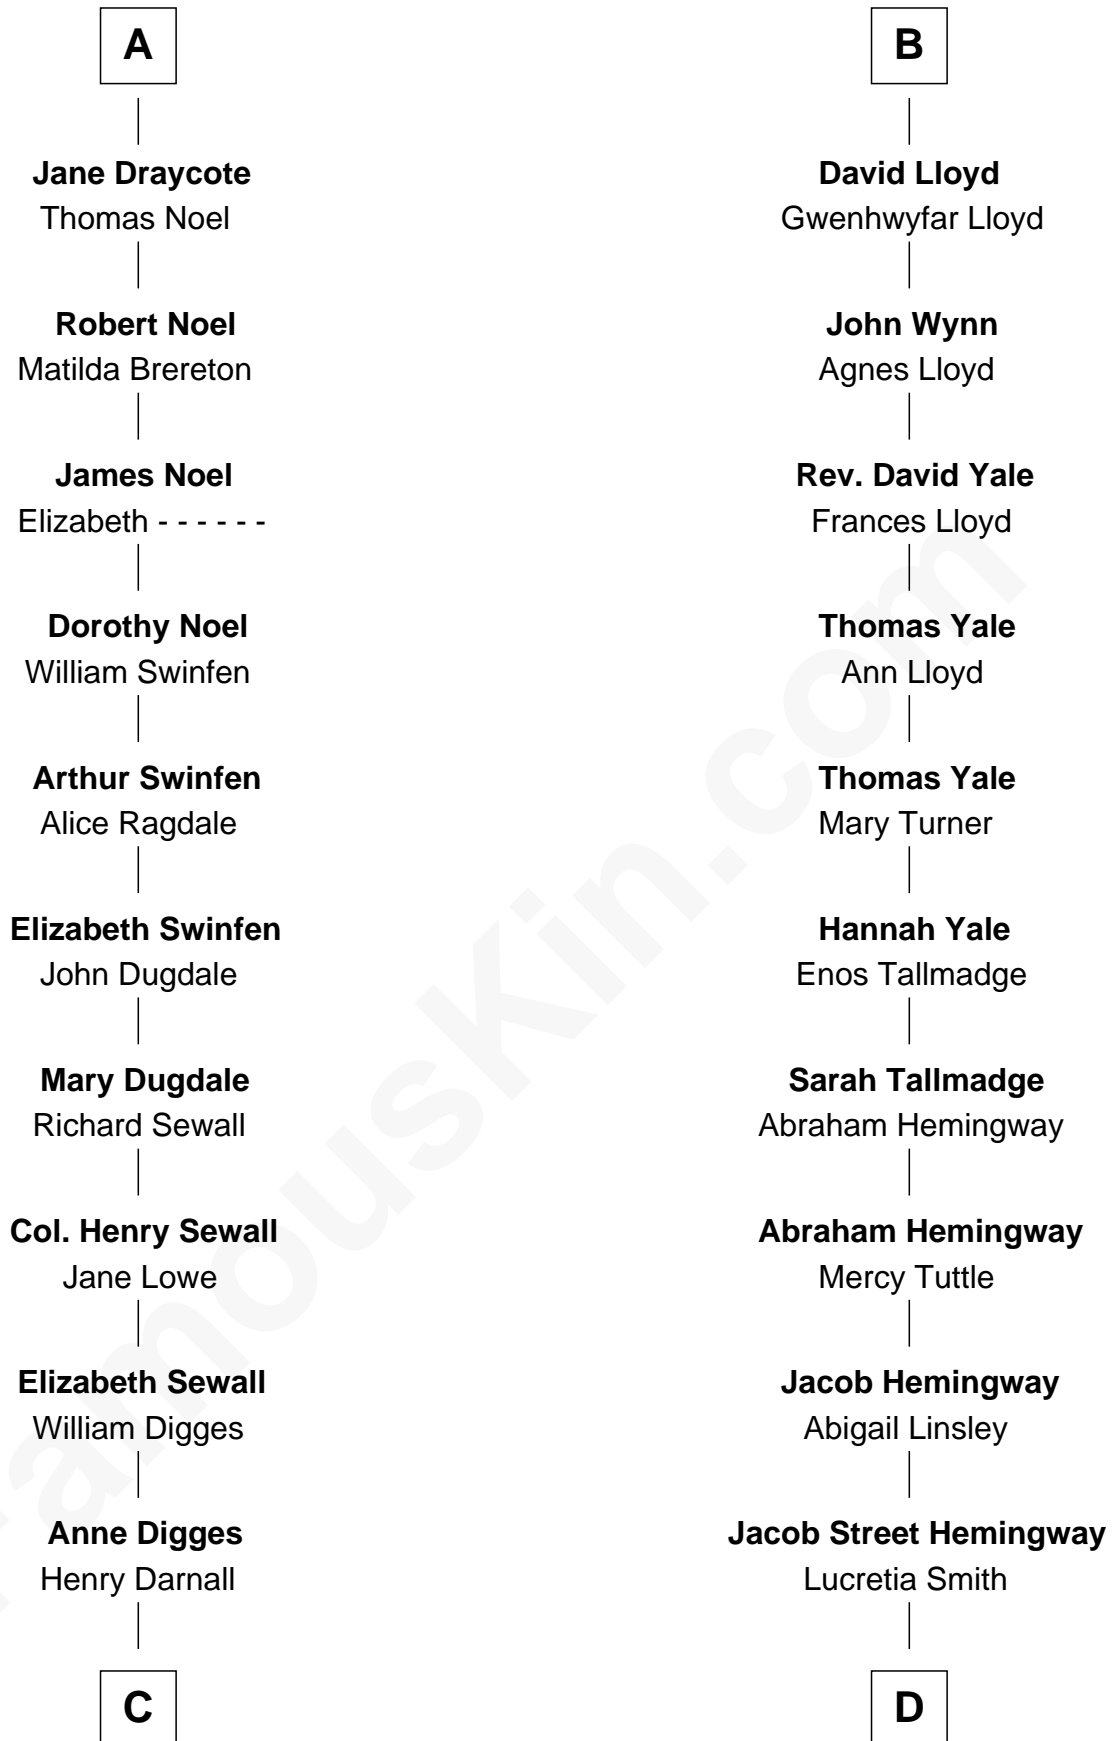 A
Jane Draycote
Thomas Noel
Robert Noel
Matilda Brereton
James Noel
Elizabeth - - - - - -
Dorothy Noel
William Swinfen
Arthur Swinfen
Alice Ragdale
Elizabeth Swinfen
John Dugdale
Mary Dugdale
Richard Sewall
Col. Henry Sewall
Jane Lowe
Elizabeth Sewall
William Digges
Anne Digges
Henry Darnall
C
B
David Lloyd
Gwenhwyfar Lloyd
John Wynn
Agnes Lloyd
Rev. David Yale
Frances Lloyd
Thomas Yale
Ann Lloyd
Thomas Yale
Mary Turner
Hannah Yale
Enos Tallmadge
Sarah Tallmadge
Abraham Hemingway
Abraham Hemingway
Mercy Tuttle
Jacob Hemingway
Abigail Linsley
Jacob Street Hemingway
Lucretia Smith
D
FamousKin.com